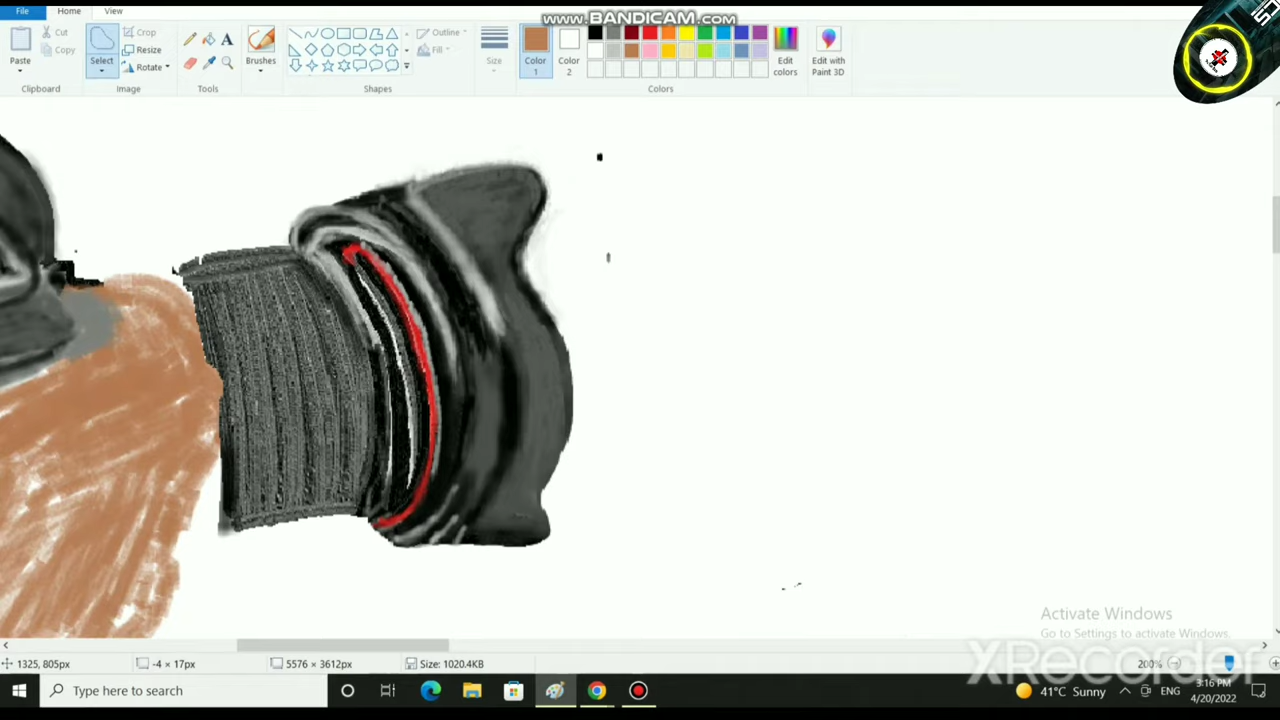 www.BANDICAM.com
File Home View
Paste
Cut
Copy
Clipboard
Select
Crop
Resize
Rotate
Image
Tools
Brushes
Outline
Fill
Shapes
Size
Color
1
Color
2
Edit
colors
Colors
Edit with
Paint 3D
Activate Windows
Go to Settings to activate Windows.
XRecorder
1325, 805px
-4 × 17px
5576 × 3612px
Size: 1020.4KB
200%
Type here to search
41°C Sunny
ENG
3:16 PM
4/20/2022